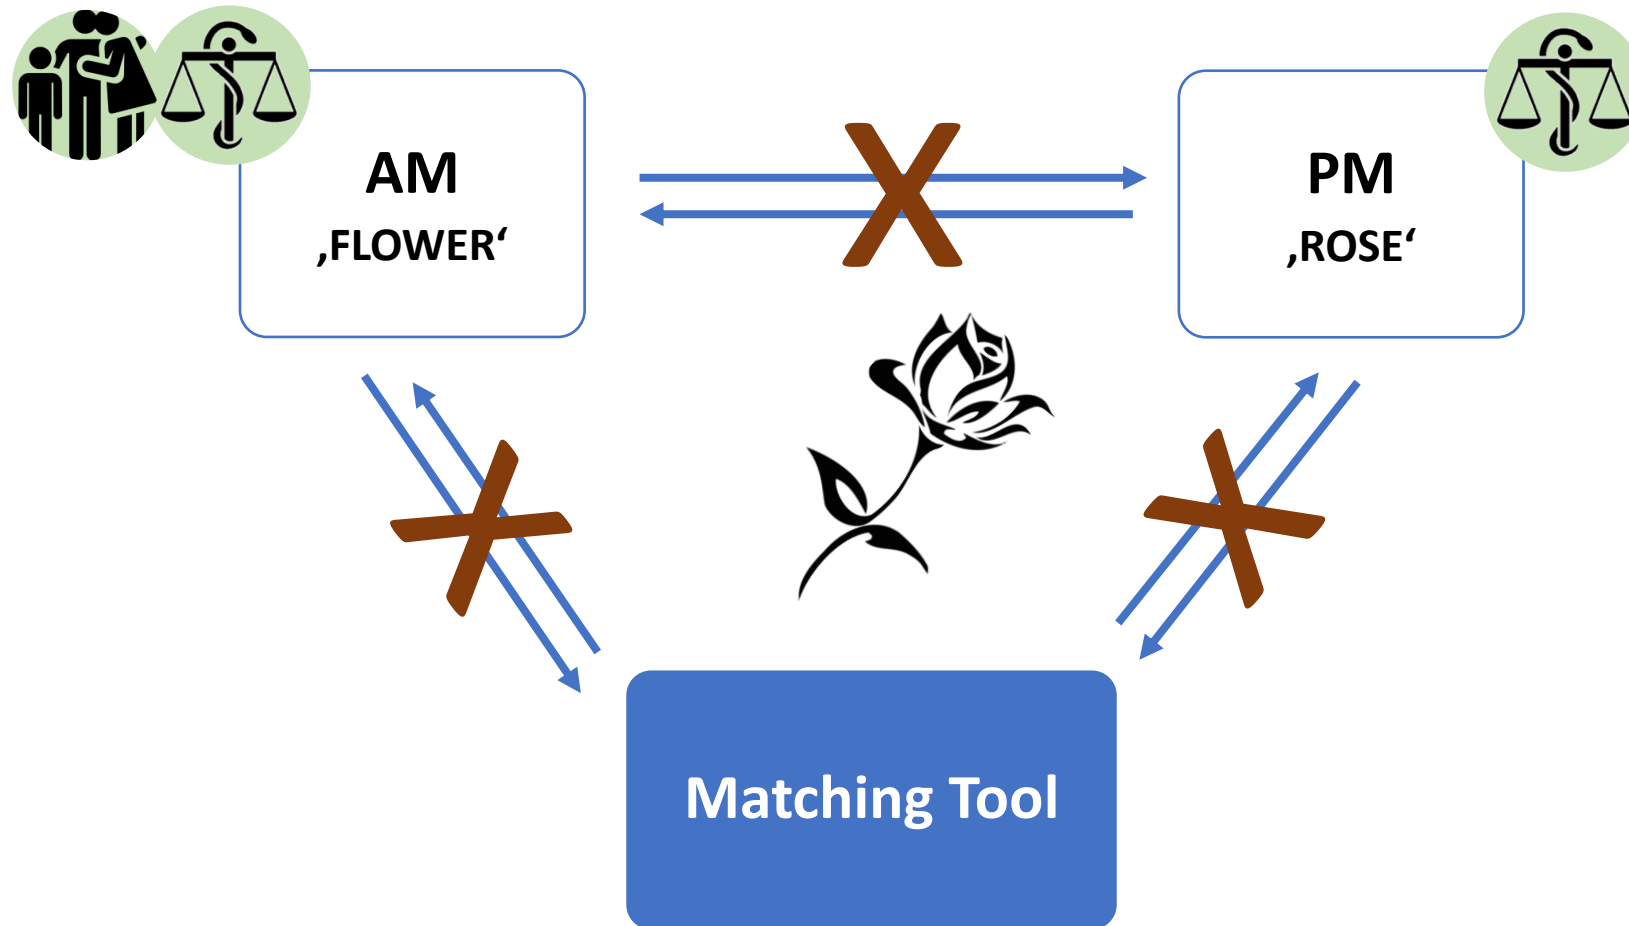 AM
‚FLOWER‘
PM
‚ROSE‘
Matching Tool